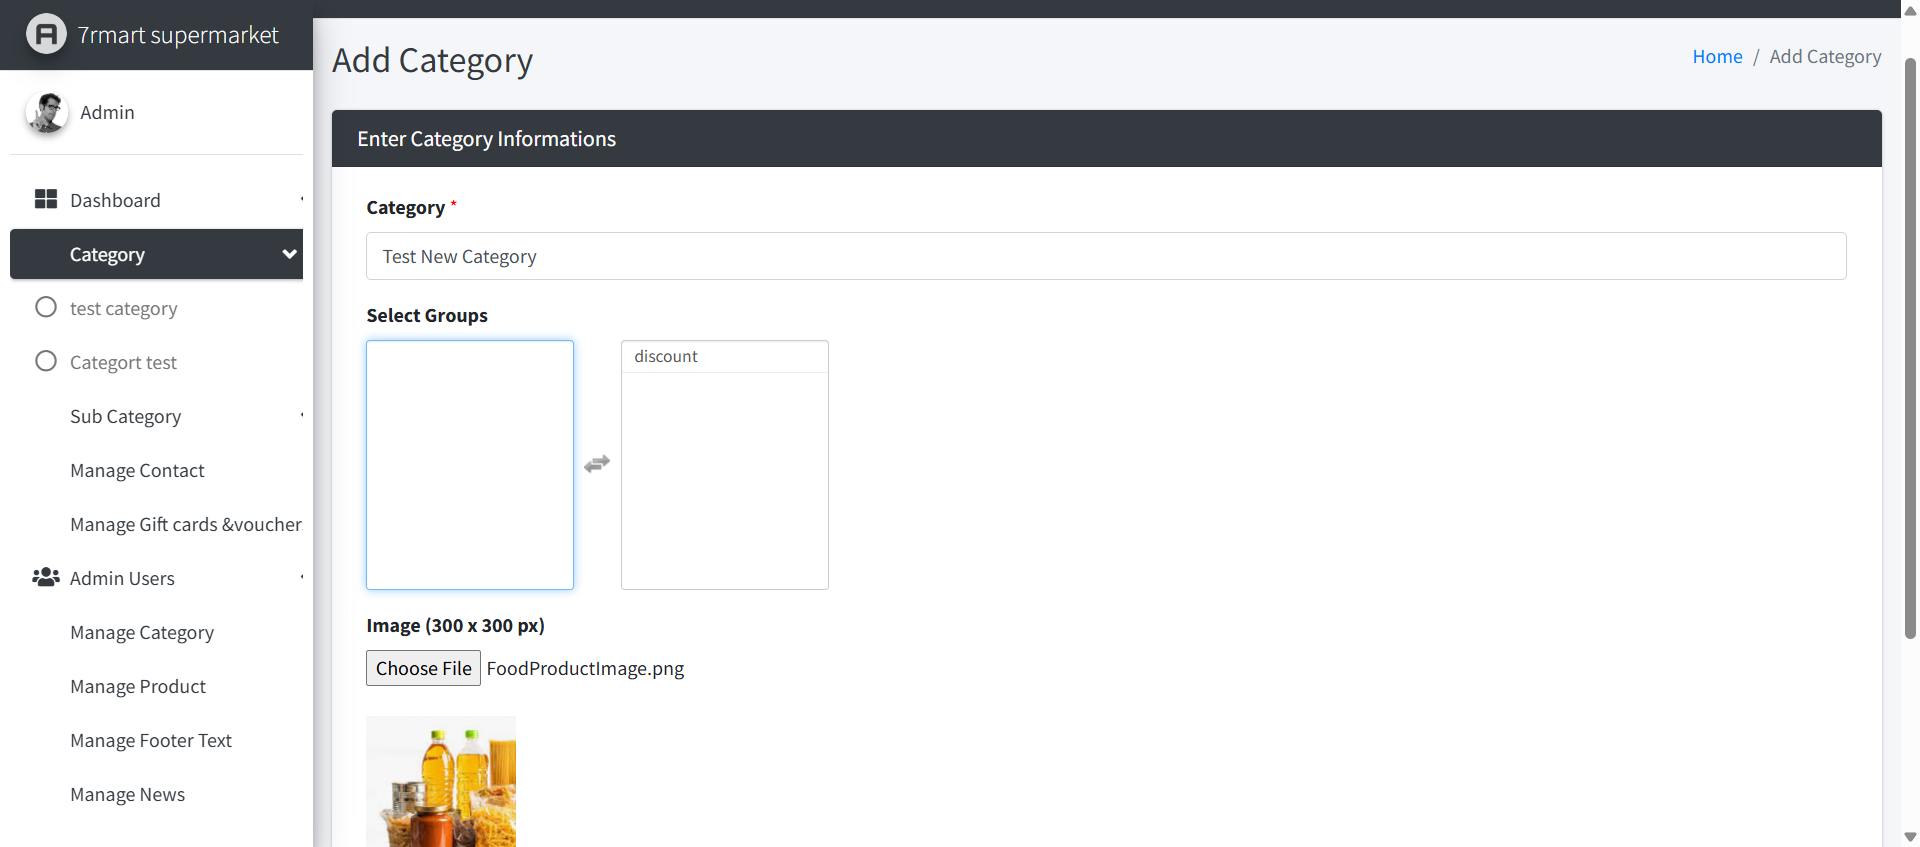 7rmart supermarket
Admin
Dashboard
Category
test category
Categort test
Sub Category
Manage Contact
Manage Gift cards &voucher
Admin Users
Manage Category
Manage Product
Manage Footer Text
Manage News
Add Category
Home / Add Category
Enter Category Informations
Category *
Test New Category
Select Groups
discount
Image (300 x 300 px)
Choose File FoodProductImage.png